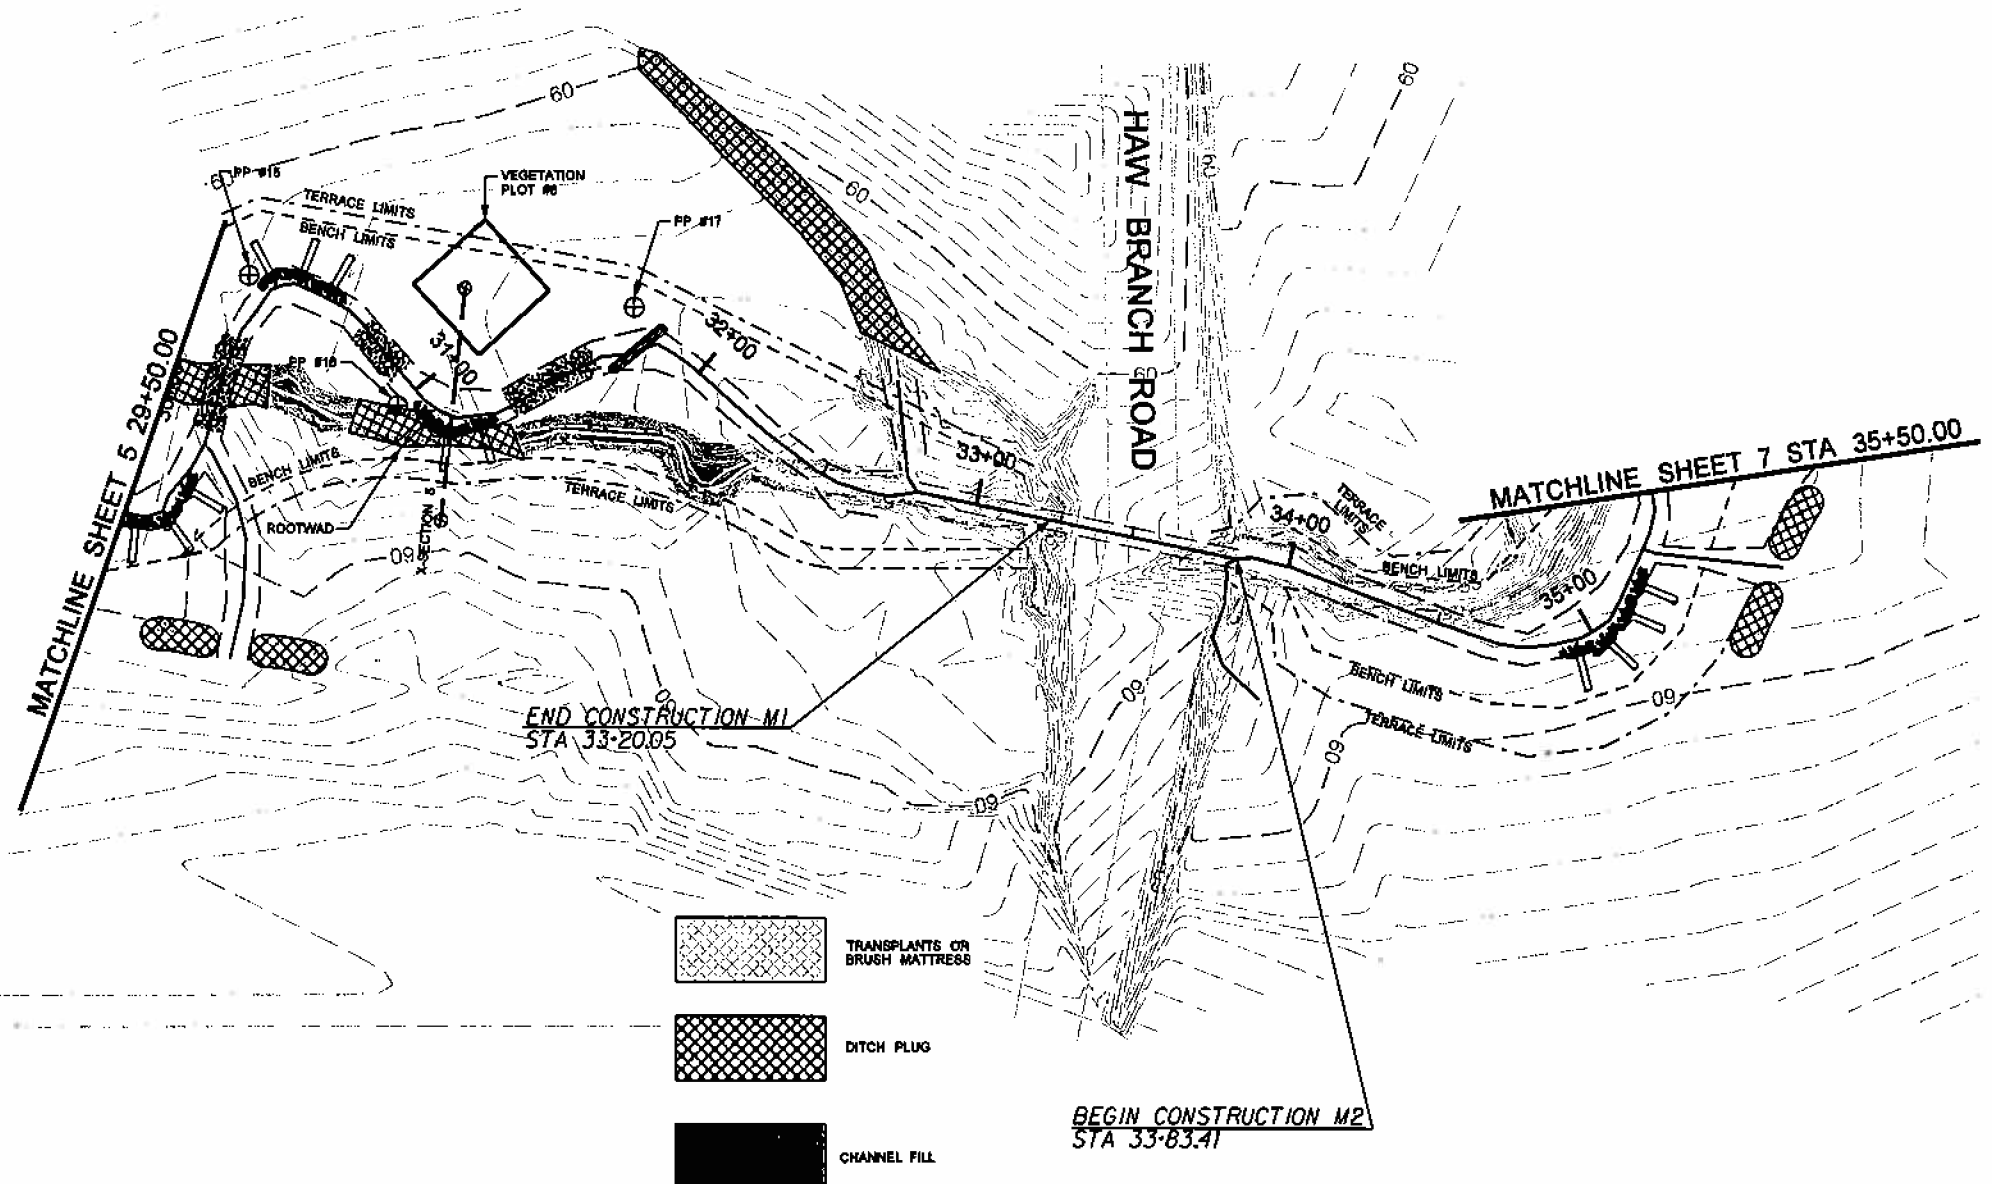 60
60
HAW BRANCH ROAD
PP #15
VEGETATION
PLOT #6
60
TERRACE LIMITS
BENCH LIMITS
PP #17
32+00
31+00
PP #16
60
MATCHLINE SHEET 5 29+50.00
BENCH LIMITS
TERRACE LIMITS
ROOTWAD
X-SECTION 5
60
33+00
34+00
TERRACE
LIMITS
MATCHLINE SHEET 7 STA 35+50.00
BENCH LIMITS
35+00
BENCH LIMITS
60
TERRACE LIMITS
60
60
60
END CONSTRUCTION M1
STA 33+20.05
60
TRANSPLANTS OR
BRUSH MATTRESS
DITCH PLUG
CHANNEL FILL
BEGIN CONSTRUCTION M2
STA 33+83.41